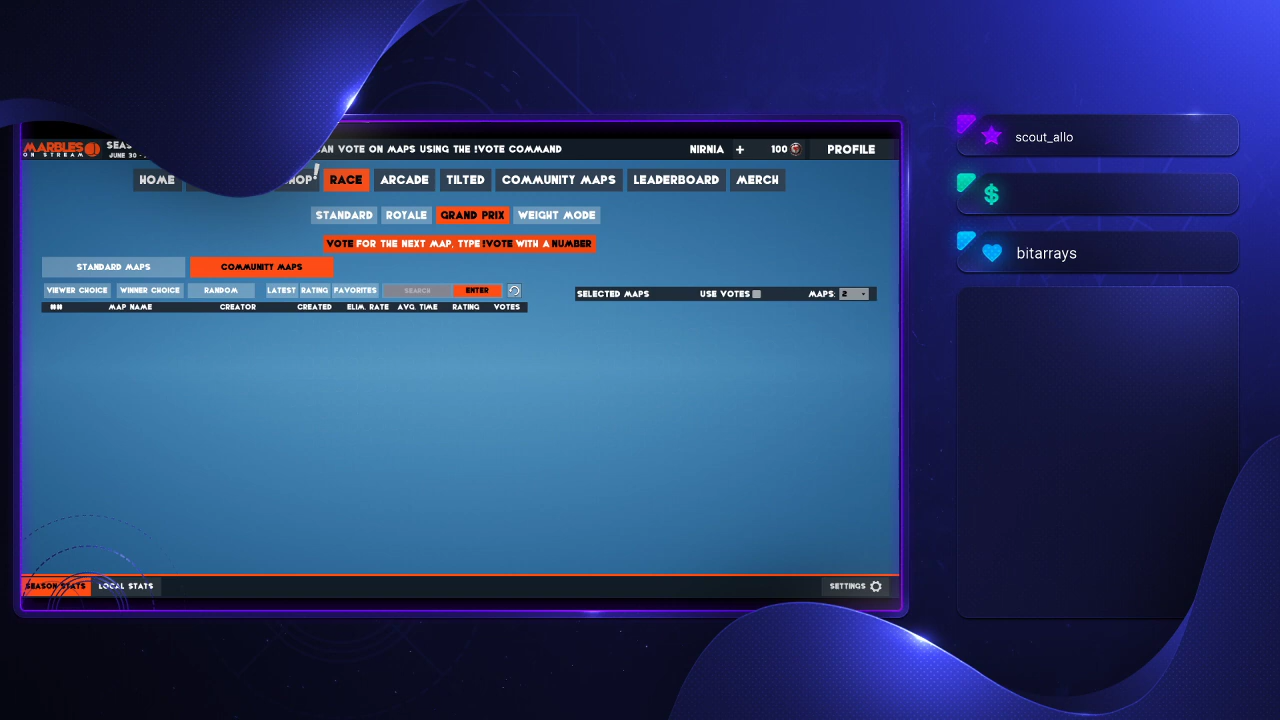 MARBLES
ON STREAM
SEAS
JUNE 30 -
AN VOTE ON MAPS USING THE !VOTE COMMAND
NIRNIA + 100 PROFILE
HOME HOP! RACE ARCADE TILTED COMMUNITY MAPS LEADERBOARD MERCH
STANDARD ROYALE GRAND PRIX WEIGHT MODE
VOTE FOR THE NEXT MAP, TYPE !VOTE WITH A NUMBER
STANDARD MAPS COMMUNITY MAPS
VIEWER CHOICE WINNER CHOICE RANDOM LATEST RATING FAVORITES SEARCH ENTER
SELECTED MAPS USE VOTES MAPS: 2
## MAP NAME CREATOR CREATED ELIM. RATE AVG. TIME RATING VOTES
SEASON STATS LOCAL STATS SETTINGS
scout_allo
$
bitarrays